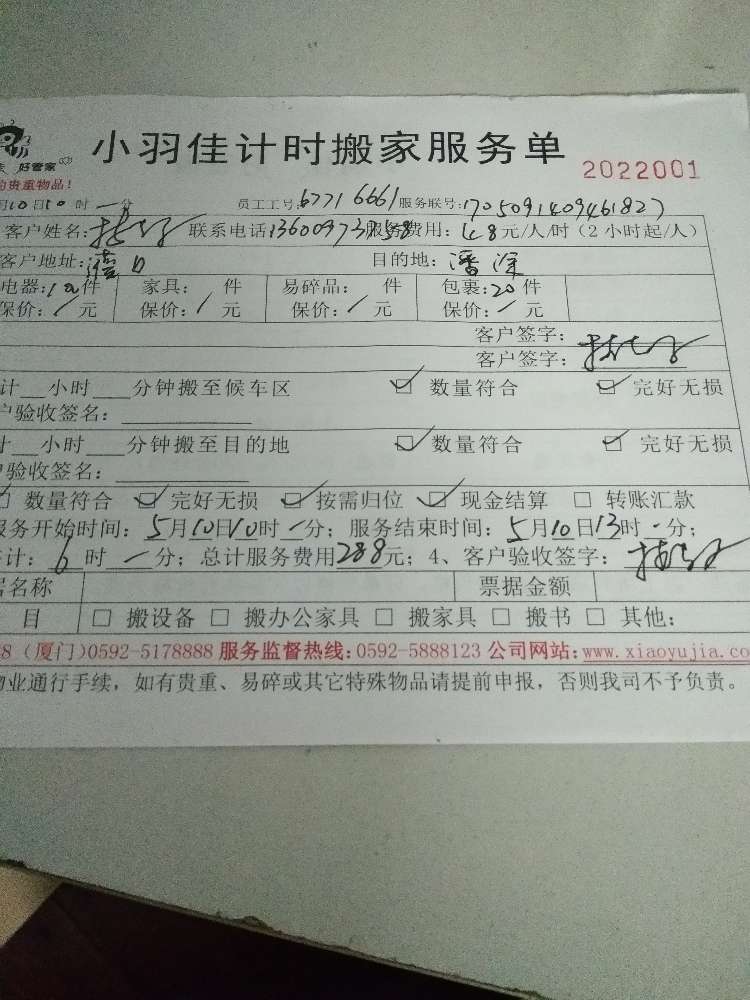 好管家
小羽佳计时搬家服务单 2022001
的贵重物品!
月10日10时一分 员工工号:6771 6661 服务联号:1705091409461827
客户姓名: 联系电话 服务费用:48元/人/时(2小时起/人)
客户地址: 目的地:
电器:10件 家具: 件 易碎品: 件 包裹:20件
保价:/元 保价:/元 保价:/元 保价:/元
客户签字:
客户签字:
计__小时___分钟搬至候车区 ☑ 数量符合 ☑ 完好无损
户验收签名:
计__小时___分钟搬至目的地 ☑ 数量符合 ☑ 完好无损
户验收签名:
☑ 数量符合 ☑ 完好无损 ☑ 按需归位 ☑ 现金结算 □ 转账汇款
服务开始时间:5月10日10时一分;服务结束时间:5月10日13时一分;
计:6时一分;总计服务费用288元;4、客户验收签字:
据名称 票据金额
目 □ 搬设备 □ 搬办公家具 □ 搬家具 □ 搬书 □ 其他:
8(厦门)0592-5178888 服务监督热线:0592-5888123 公司网站:www.xiaoyujia.co
物业通行手续,如有贵重、易碎或其它特殊物品请提前申报,否则我司不予负责。